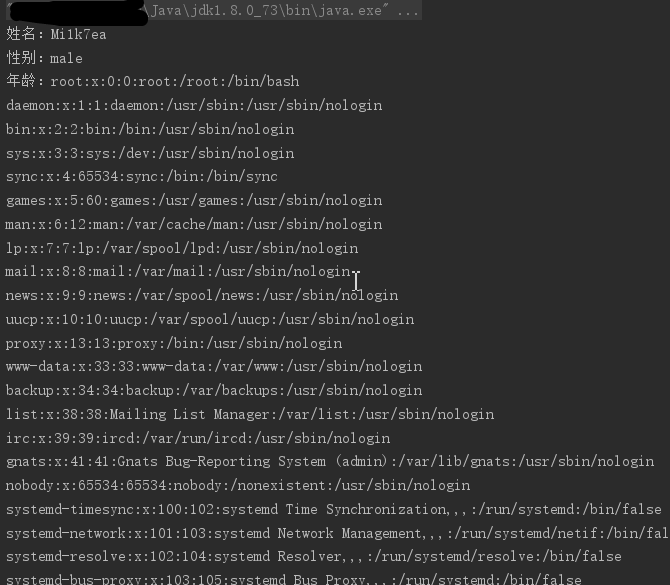 \Java\jdk1.8.0_73\bin\java.exe" ...
姓名：Mi1k7ea
性别：male
年龄：root:x:0:0:root:/root:/bin/bash
daemon:x:1:1:daemon:/usr/sbin:/usr/sbin/nologin
bin:x:2:2:bin:/bin:/usr/sbin/nologin
sys:x:3:3:sys:/dev:/usr/sbin/nologin
sync:x:4:65534:sync:/bin:/bin/sync
games:x:5:60:games:/usr/games:/usr/sbin/nologin
man:x:6:12:man:/var/cache/man:/usr/sbin/nologin
lp:x:7:7:lp:/var/spool/lpd:/usr/sbin/nologin
mail:x:8:8:mail:/var/mail:/usr/sbin/nologin
news:x:9:9:news:/var/spool/news:/usr/sbin/nologin
uucp:x:10:10:uucp:/var/spool/uucp:/usr/sbin/nologin
proxy:x:13:13:proxy:/bin:/usr/sbin/nologin
www-data:x:33:33:www-data:/var/www:/usr/sbin/nologin
backup:x:34:34:backup:/var/backups:/usr/sbin/nologin
list:x:38:38:Mailing List Manager:/var/list:/usr/sbin/nologin
irc:x:39:39:ircd:/var/run/ircd:/usr/sbin/nologin
gnats:x:41:41:Gnats Bug-Reporting System (admin):/var/lib/gnats:/usr/sbin/nologin
nobody:x:65534:65534:nobody:/nonexistent:/usr/sbin/nologin
systemd-timesync:x:100:102:systemd Time Synchronization,,,:/run/systemd:/bin/false
systemd-network:x:101:103:systemd Network Management,,,:/run/systemd/netif:/bin/fal
systemd-resolve:x:102:104:systemd Resolver,,,:/run/systemd/resolve:/bin/false
systemd-bus-proxy:x:103:105:systemd Bus Proxy,,,:/run/systemd:/bin/false